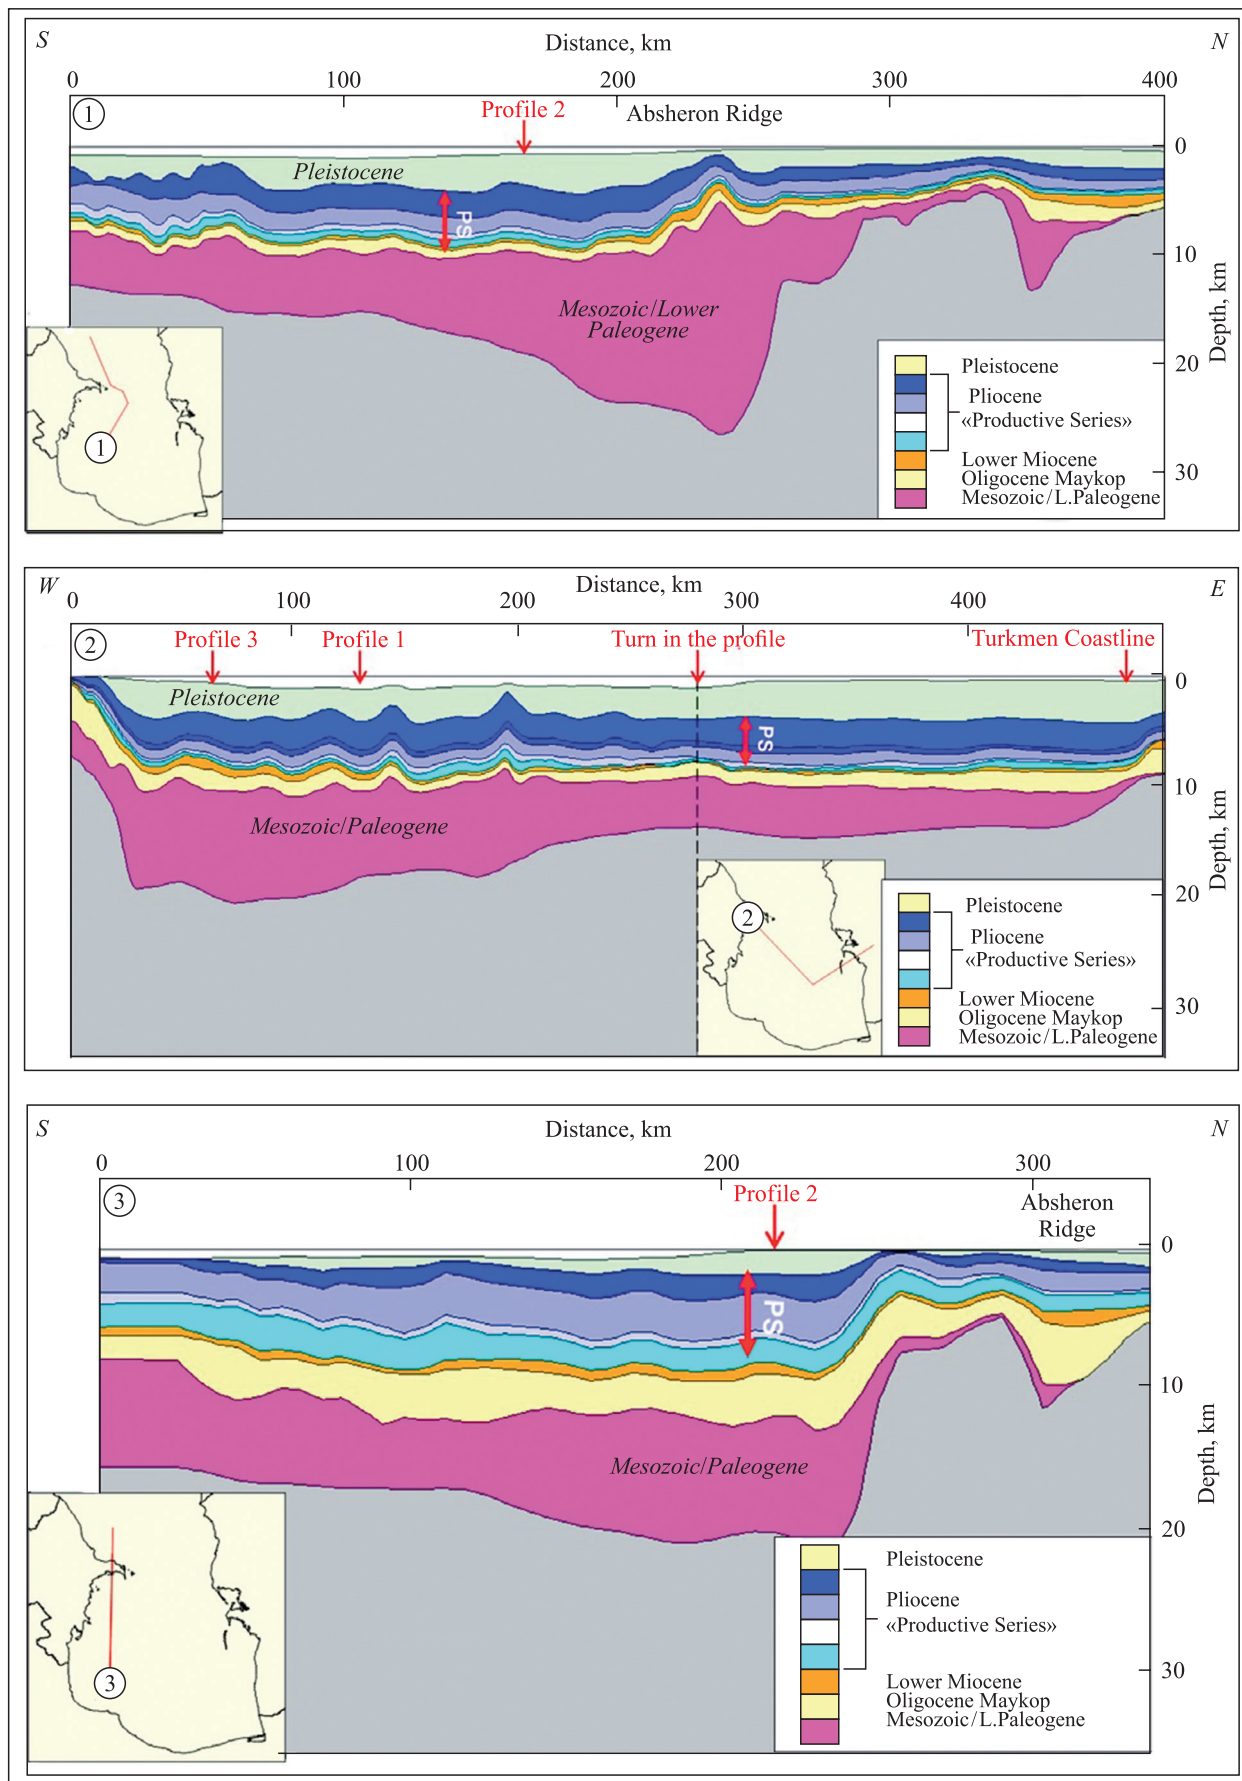 S
Distance, km
N
0
100
200
300
400
1
Profile 2
Absheron Ridge
0
Pleistocene
PS
10
Mesozoic/Lower
Paleogene
Depth, km
20
30
1
Pleistocene
Pliocene
«Productive Series»
Lower Miocene
Oligocene Maykop
Mesozoic/L.Paleogene
W
Distance, km
E
0
100
200
300
400
2
Profile 3
Profile 1
Turn in the profile
Turkmen Coastline
0
Pleistocene
PS
10
Mesozoic/Paleogene
Depth, km
20
30
2
Pleistocene
Pliocene
«Productive Series»
Lower Miocene
Oligocene Maykop
Mesozoic/L.Paleogene
S
Distance, km
N
0
100
200
300
3
Profile 2
Absheron
Ridge
0
PS
10
Mesozoic/Paleogene
Depth, km
20
30
3
Pleistocene
Pliocene
«Productive Series»
Lower Miocene
Oligocene Maykop
Mesozoic/L.Paleogene